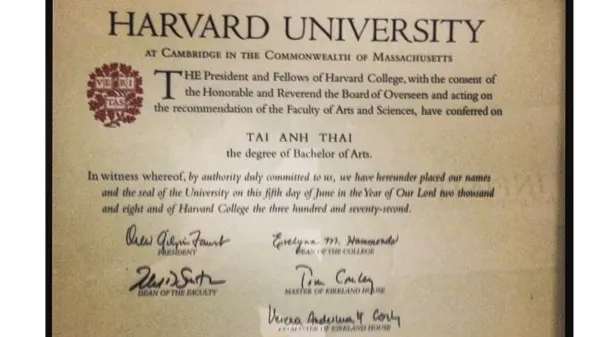 HARVARD UNIVERSITY
AT CAMBRIDGE IN THE COMMONWEALTH OF MASSACHUSETTS
VE RI
TAS
THE President and Fellows of Harvard College, with the consent of
the Honorable and Reverend the Board of Overseers and acting on
the recommendation of the Faculty of Arts and Sciences, have conferred on
TAI ANH THAI
the degree of Bachelor of Arts.
In witness whereof, by authority duly committed to us, we have hereunder placed our names
and the seal of the University on this fifth day of June in the Year of Our Lord two thousand
and eight and of Harvard College the three hundred and seventy-second.
Drew Gilpin Faust
PRESIDENT
Evelynn M. Hammonds
DEAN OF THE COLLEGE
DEAN OF THE FACULTY
Tom Conley
MASTER OF KIRKLAND HOUSE
Verena
CO-MASTER OF KIRKLAND HOUSE